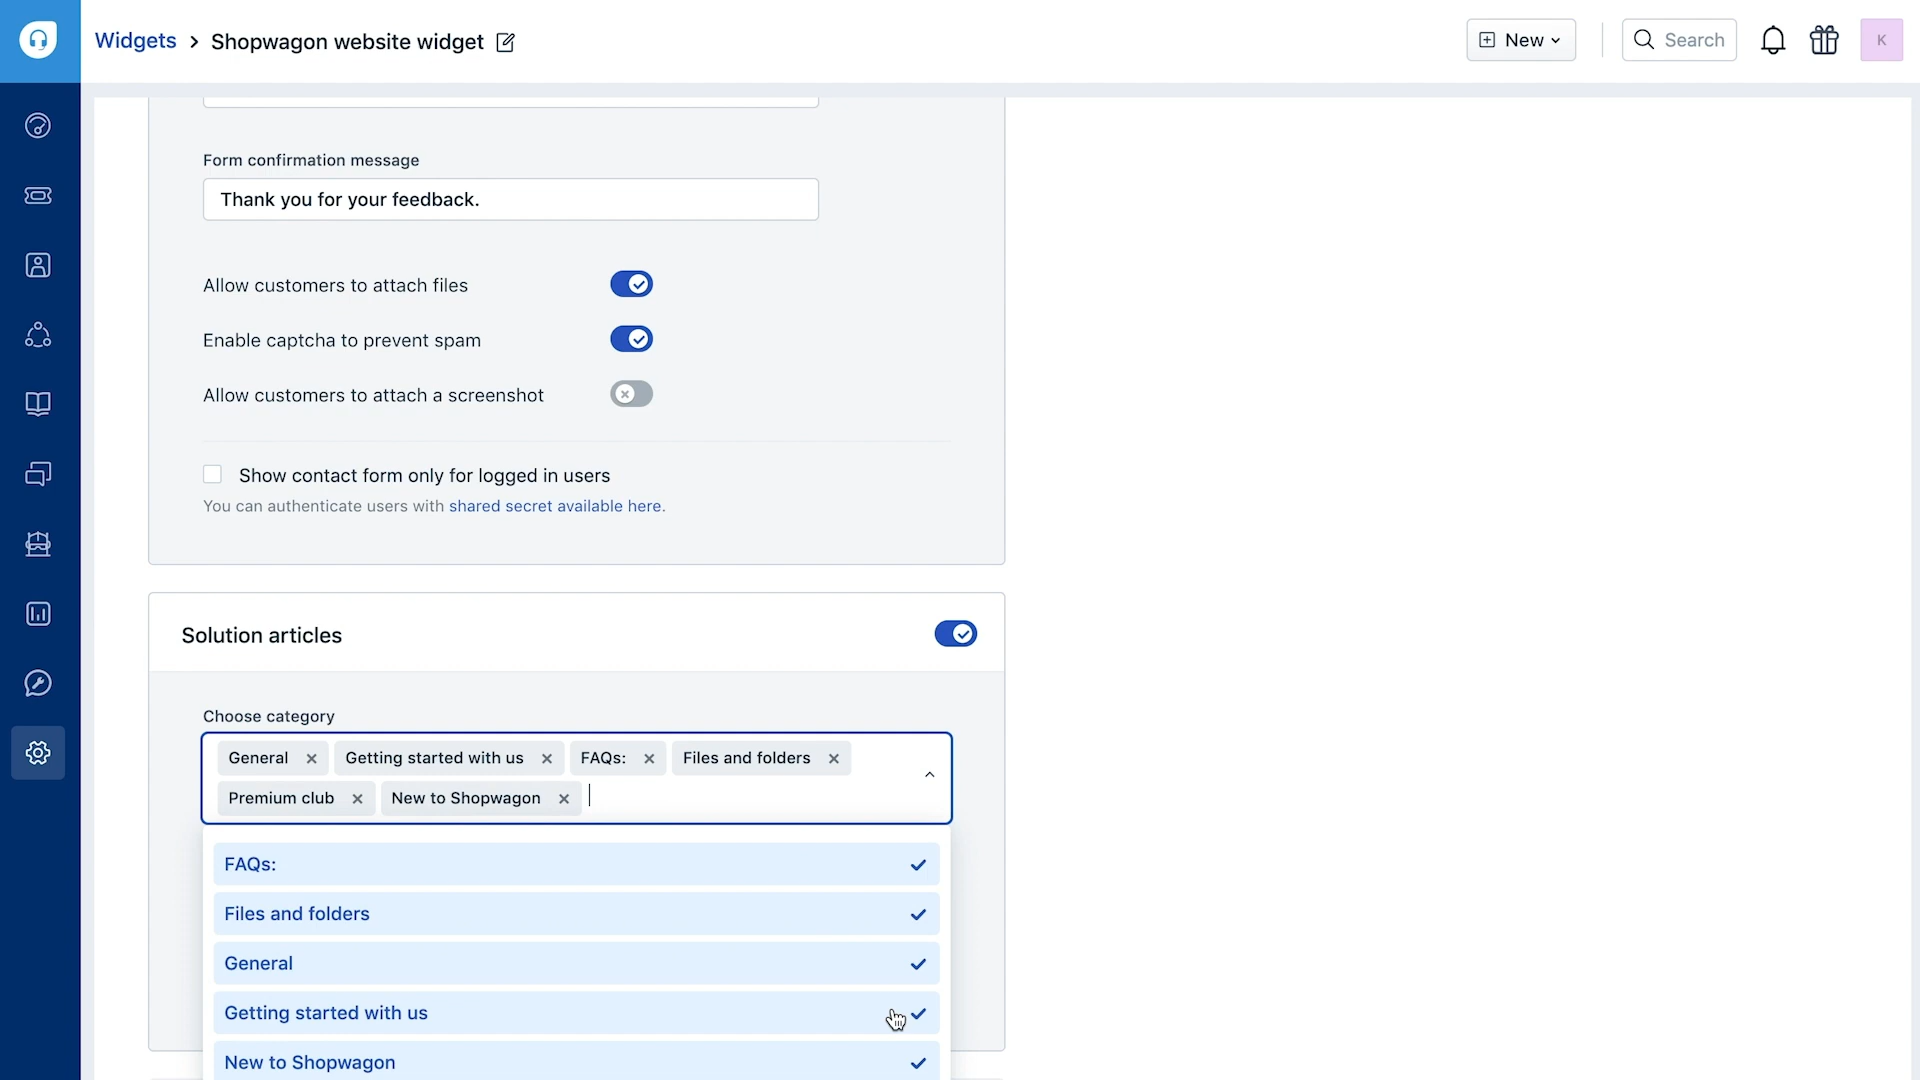 Widgets > Shopwagon website widget
New
Search
K
Form confirmation message
Thank you for your feedback.
Allow customers to attach files
Enable captcha to prevent spam
Allow customers to attach a screenshot
Show contact form only for logged in users
You can authenticate users with shared secret available here.
Solution articles
Choose category
General × Getting started with us × FAQs: × Files and folders ×
Premium club × New to Shopwagon ×
FAQs:
Files and folders
General
Getting started with us
New to Shopwagon